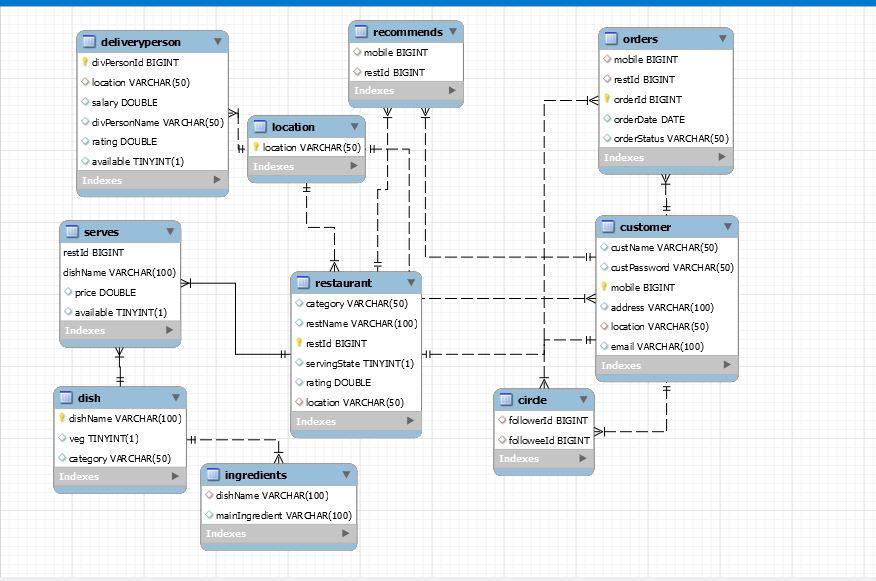 deliveryperson
divPersonId BIGINT
location VARCHAR(50)
salary DOUBLE
divPersonName VARCHAR(50)
rating DOUBLE
available TINYINT(1)
Indexes
location
location VARCHAR(50)
Indexes
recommends
mobile BIGINT
restId BIGINT
Indexes
orders
mobile BIGINT
restId BIGINT
orderId BIGINT
orderDate DATE
orderStatus VARCHAR(50)
Indexes
serves
restId BIGINT
dishName VARCHAR(100)
price DOUBLE
available TINYINT(1)
Indexes
restaurant
category VARCHAR(50)
restName VARCHAR(100)
restId BIGINT
servingState TINYINT(1)
rating DOUBLE
location VARCHAR(50)
Indexes
customer
custName VARCHAR(50)
custPassword VARCHAR(50)
mobile BIGINT
address VARCHAR(100)
location VARCHAR(50)
email VARCHAR(100)
Indexes
dish
dishName VARCHAR(100)
veg TINYINT(1)
category VARCHAR(50)
Indexes
circle
followerId BIGINT
followeeId BIGINT
Indexes
ingredients
dishName VARCHAR(100)
mainIngredient VARCHAR(100)
Indexes